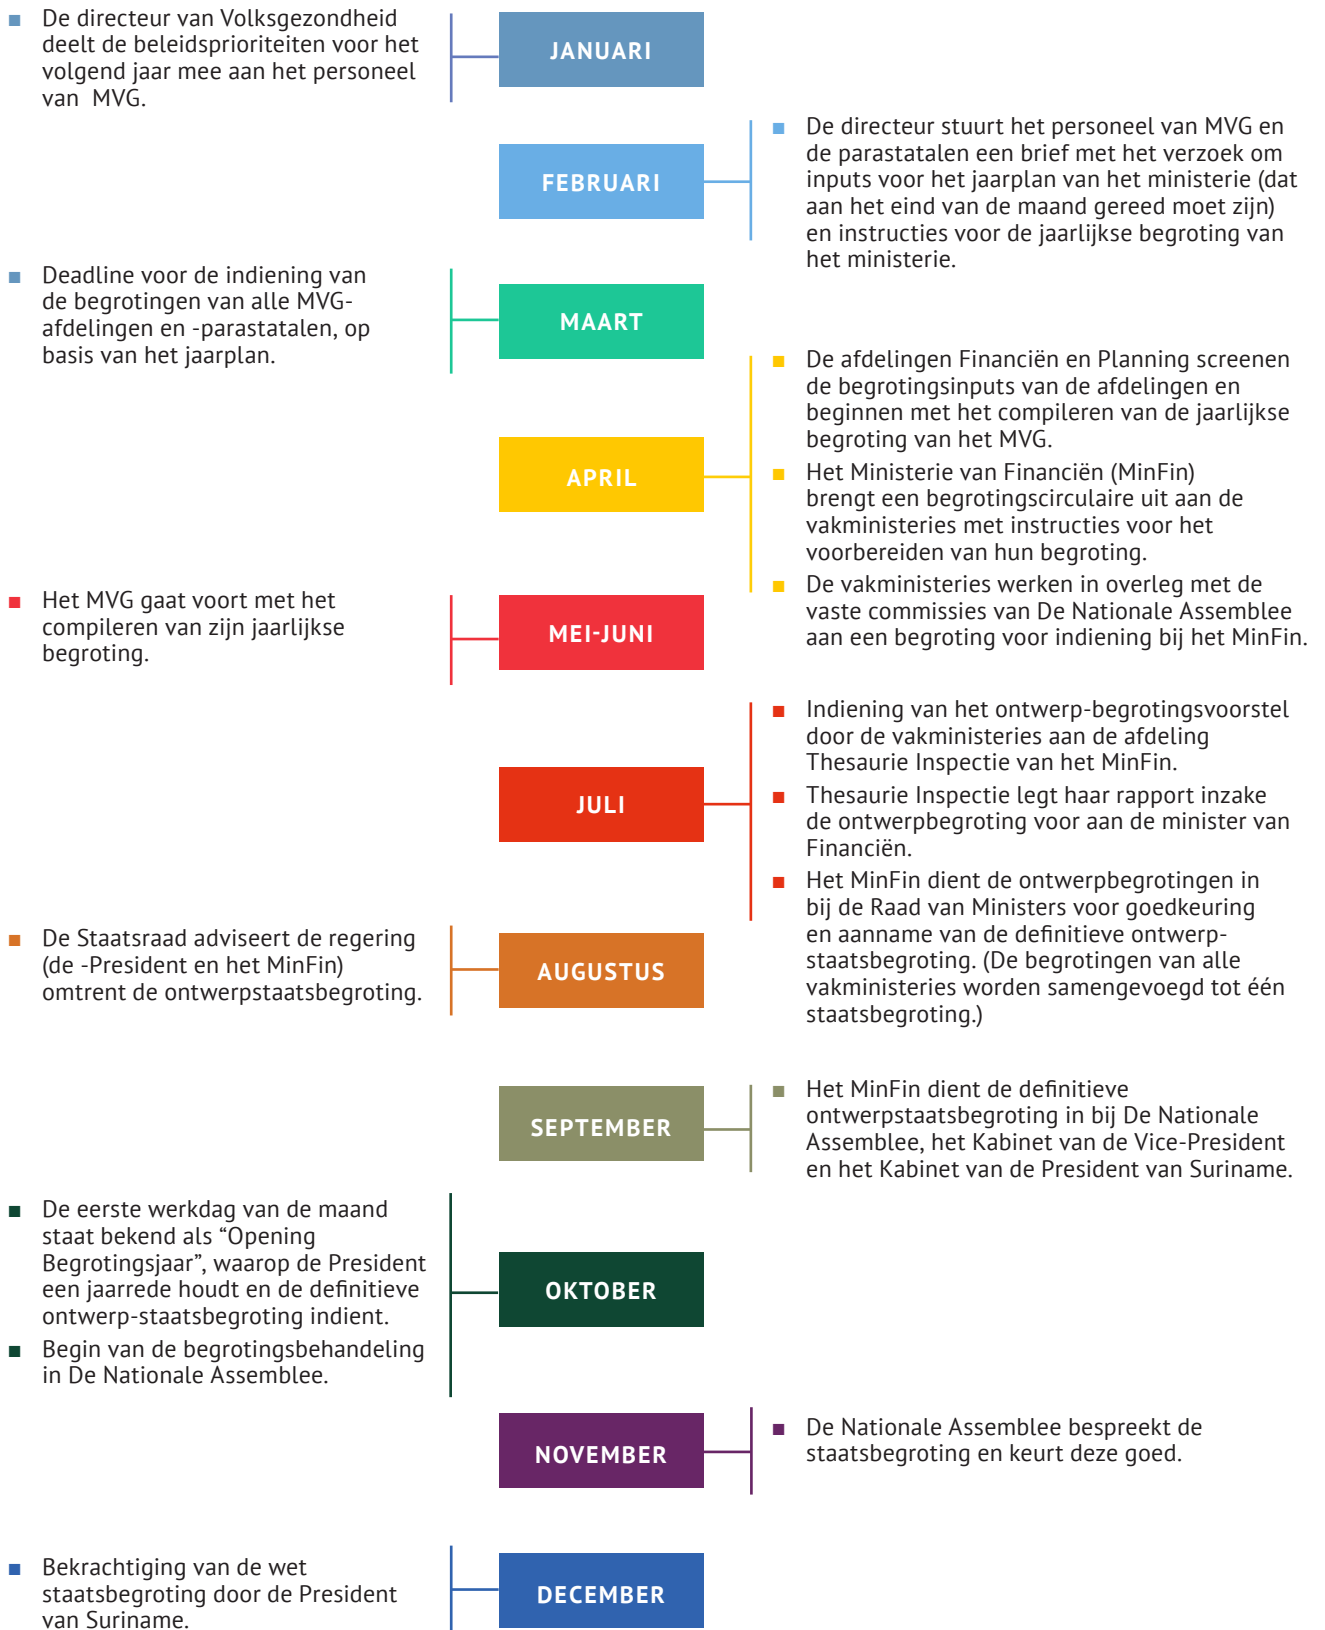 De directeur van Volksgezondheid
deelt de beleidsprioriteiten voor het
volgend jaar mee aan het personeel
van MVG.
JANUARI
FEBRUARI
De directeur stuurt het personeel van MVG en
de parastatalen een brief met het verzoek om
inputs voor het jaarplan van het ministerie (dat
aan het eind van de maand gereed moet zijn)
en instructies voor de jaarlijkse begroting van
het ministerie.
Deadline voor de indiening van
de begrotingen van alle MVG-
afdelingen en -parastatalen, op
basis van het jaarplan.
MAART
APRIL
De afdelingen Financiën en Planning screenen
de begrotingsinputs van de afdelingen en
beginnen met het compileren van de jaarlijkse
begroting van het MVG.
Het Ministerie van Financiën (MinFin)
brengt een begrotingscirculaire uit aan de
vakministeries met instructies voor het
voorbereiden van hun begroting.
De vakministeries werken in overleg met de
vaste commissies van De Nationale Assemblee
aan een begroting voor indiening bij het MinFin.
Het MVG gaat voort met het
compileren van zijn jaarlijkse
begroting.
MEI-JUNI
JULI
Indiening van het ontwerp-begrotingsvoorstel
door de vakministeries aan de afdeling
Thesaurie Inspectie van het MinFin.
Thesaurie Inspectie legt haar rapport inzake
de ontwerpbegroting voor aan de minister van
Financiën.
Het MinFin dient de ontwerpbegrotingen in
bij de Raad van Ministers voor goedkeuring
en aanname van de definitieve ontwerp-
staatsbegroting. (De begrotingen van alle
vakministeries worden samengevoegd tot één
staatsbegroting.)
De Staatsraad adviseert de regering
(de -President en het MinFin)
omtrent de ontwerpstaatsbegroting.
AUGUSTUS
SEPTEMBER
Het MinFin dient de definitieve
ontwerpstaatsbegroting in bij De Nationale
Assemblee, het Kabinet van de Vice-President
en het Kabinet van de President van Suriname.
De eerste werkdag van de maand
staat bekend als “Opening
Begrotingsjaar”, waarop de President
een jaarrede houdt en de definitieve
ontwerp-staatsbegroting indient.
Begin van de begrotingsbehandeling
in De Nationale Assemblee.
OKTOBER
NOVEMBER
De Nationale Assemblee bespreekt de
staatsbegroting en keurt deze goed.
Bekrachtiging van de wet
staatsbegroting door de President
van Suriname.
DECEMBER